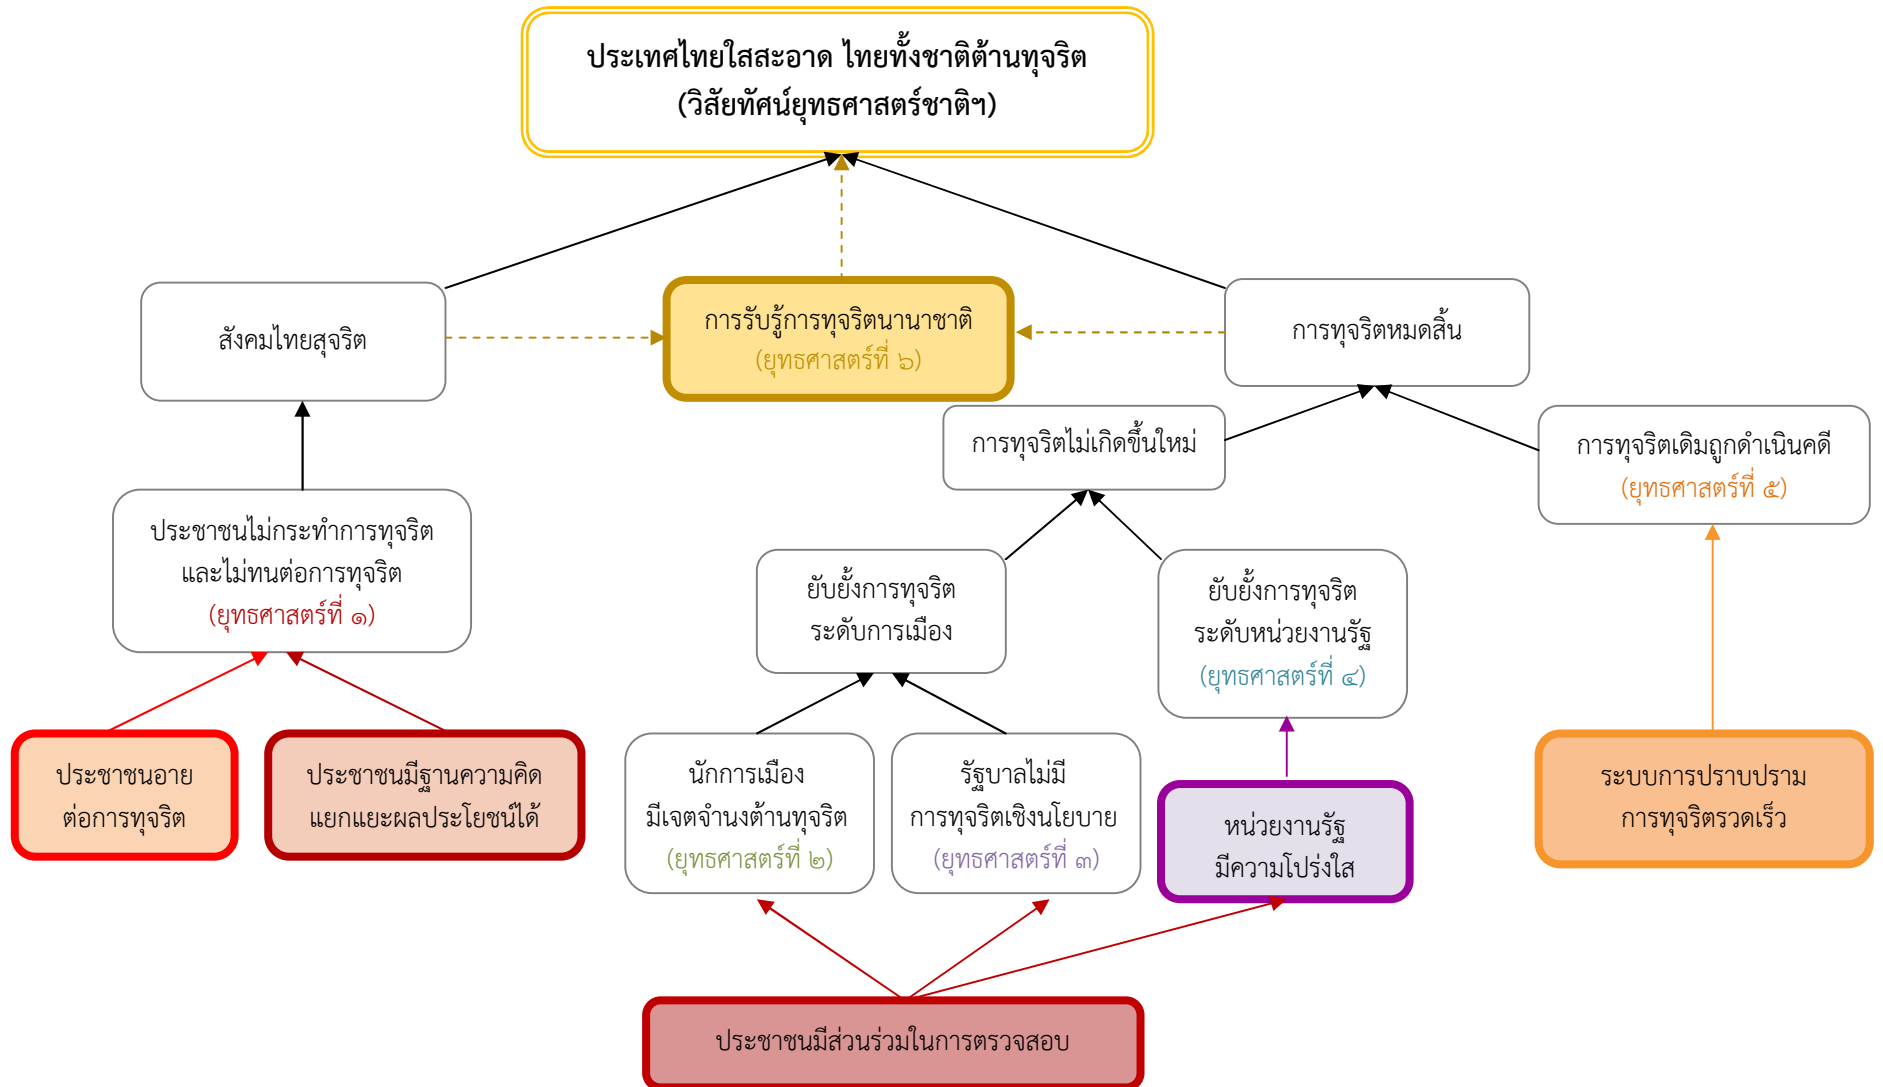 ประเทศไทยใสสะอาด ไทยทั้งชาติต้านทุจริต
(วิสัยทัศน์ยุทธศาสตร์ชาติฯ)
สังคมไทยสุจริต
การรับรู้การทุจริตนานาชาติ
(ยุทธศาสตร์ที่ ๖)
การทุจริตหมดสิ้น
การทุจริตไม่เกิดขึ้นใหม่
การทุจริตเดิมถูกดำเนินคดี
(ยุทธศาสตร์ที่ ๕)
ประชาชนไม่กระทำการทุจริต
และไม่ทนต่อการทุจริต
(ยุทธศาสตร์ที่ ๑)
ยับยั้งการทุจริต
ระดับการเมือง
ยับยั้งการทุจริต
ระดับหน่วยงานรัฐ
(ยุทธศาสตร์ที่ ๔)
ประชาชนอาย
ต่อการทุจริต
ประชาชนมีฐานความคิด
แยกแยะผลประโยชน์ได้
นักการเมือง
มีเจตจำนงต้านทุจริต
(ยุทธศาสตร์ที่ ๒)
รัฐบาลไม่มี
การทุจริตเชิงนโยบาย
(ยุทธศาสตร์ที่ ๓)
หน่วยงานรัฐ
มีความโปร่งใส
ระบบการปราบปราม
การทุจริตรวดเร็ว
ประชาชนมีส่วนร่วมในการตรวจสอบ